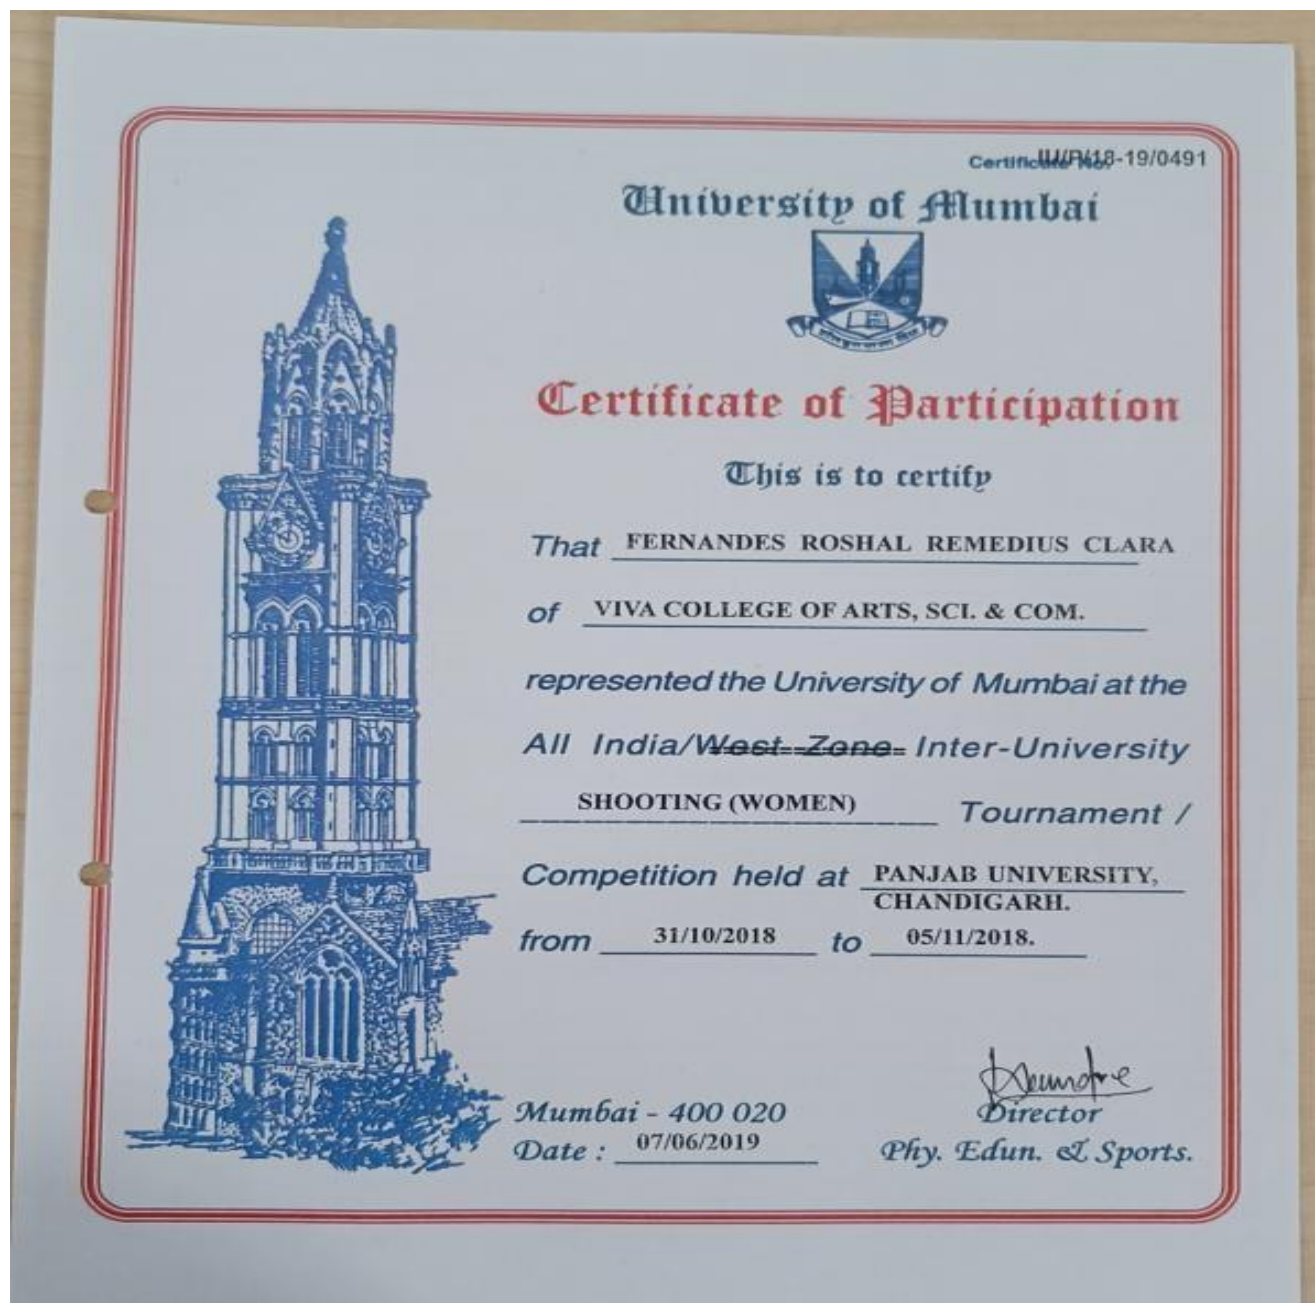 Certificate No. IU/P/18-19/0491
University of Mumbai
Certificate of Participation
This is to certify
That FERNANDES ROSHAL REMEDIUS CLARA
of VIVA COLLEGE OF ARTS, SCI. & COM.
represented the University of Mumbai at the
All India/West Zone Inter-University
SHOOTING (WOMEN) Tournament /
Competition held at PANJAB UNIVERSITY,
CHANDIGARH.
from 31/10/2018 to 05/11/2018.
Mumbai - 400 020
Director
Date : 07/06/2019
Phy. Edun. & Sports.